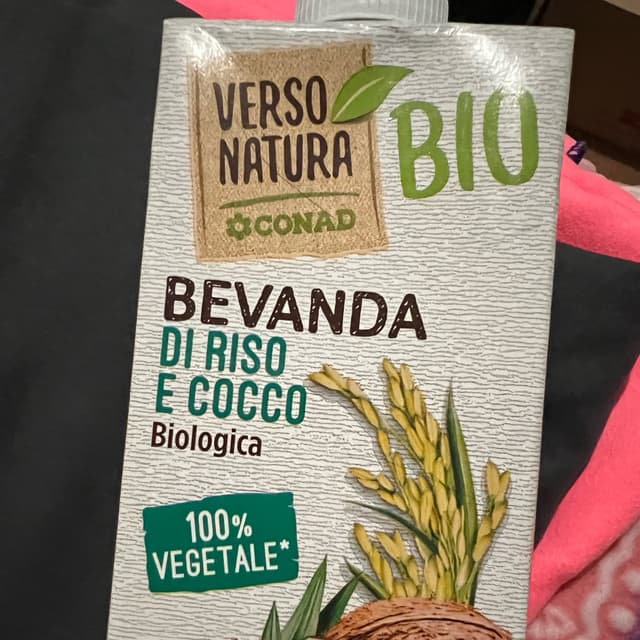 VERSO
NATURA
CONAD
BIO
BEVANDA
DI RISO
E COCCO
Biologica
100%
VEGETALE*